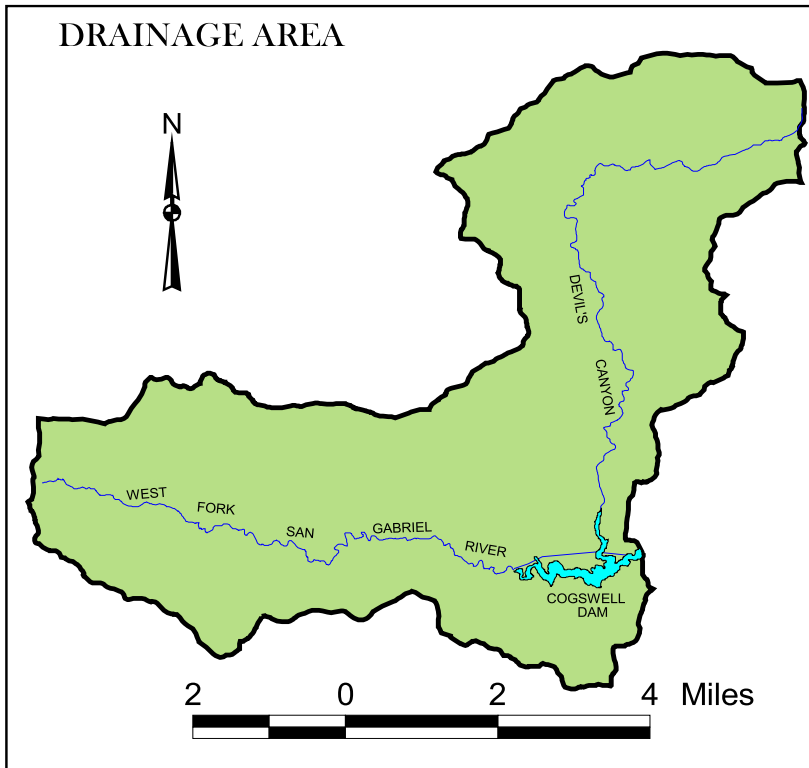 DRAINAGE AREA
N
DEVIL'S
CANYON
WEST
FORK
SAN
GABRIEL
RIVER
COGSWELL
DAM
2 0 2 4 Miles